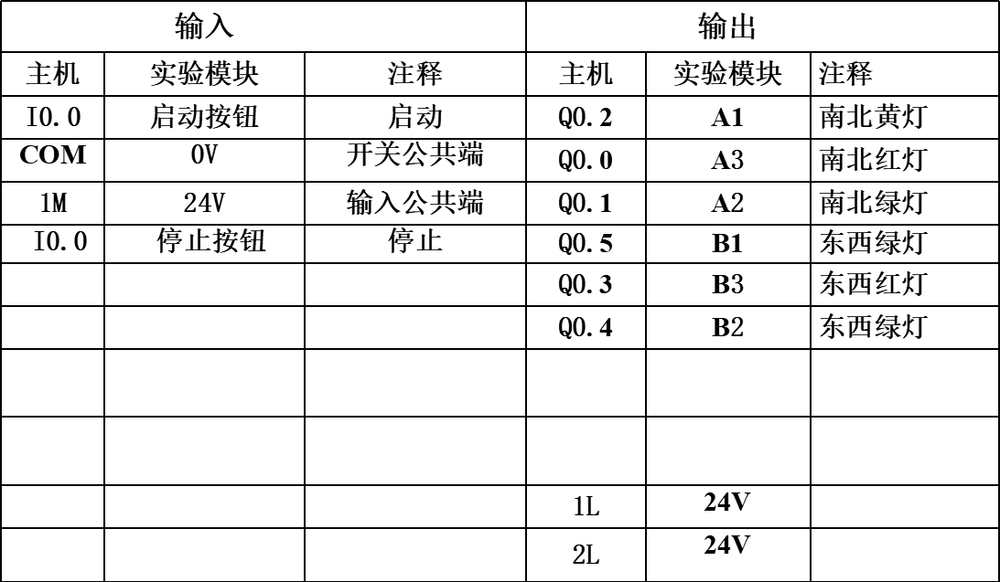 输入 输出
主机 实验模块 注释 主机 实验模块 注释
I0.0 启动按钮 启动 Q0.2 A1 南北黄灯
COM 0V 开关公共端 Q0.0 A3 南北红灯
1M 24V 输入公共端 Q0.1 A2 南北绿灯
I0.0 停止按钮 停止 Q0.5 B1 东西绿灯
Q0.3 B3 东西红灯
Q0.4 B2 东西绿灯
1L 24V
2L 24V